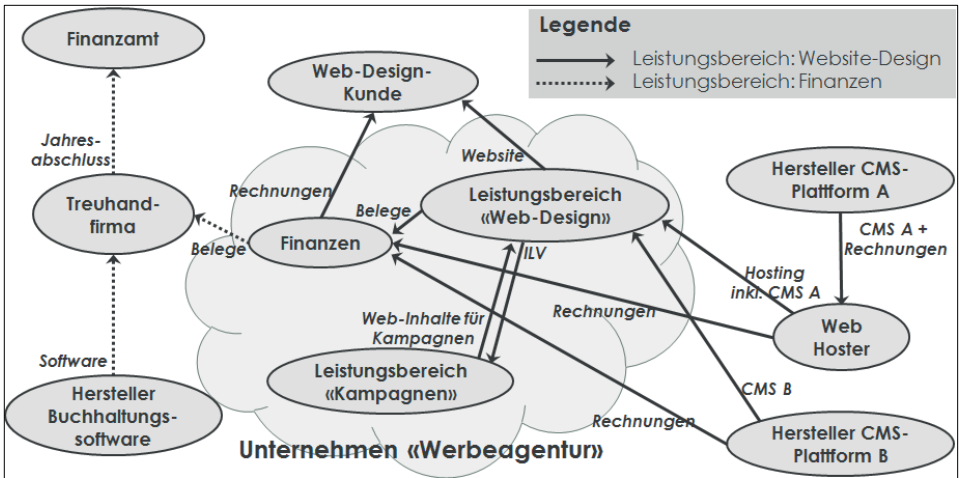 Legende
Leistungsbereich: Website-Design
Leistungsbereich: Finanzen
Finanzamt
Web-Design-
Kunde
Jahres-
abschluss
Rechnungen
Website
Hersteller CMS-
Plattform A
Treuhand-
firma
Belege
Finanzen
Belege
Leistungsbereich
«Web-Design»
CMS A +
Rechnungen
ILV
Hosting
inkl. CMS A
Web-Inhalte für
Kampagnen
Rechnungen
Web
Hoster
Software
Leistungsbereich
«Kampagnen»
CMS B
Hersteller
Buchhaltungs-
software
Rechnungen
Hersteller CMS-
Plattform B
Unternehmen «Werbeagentur»